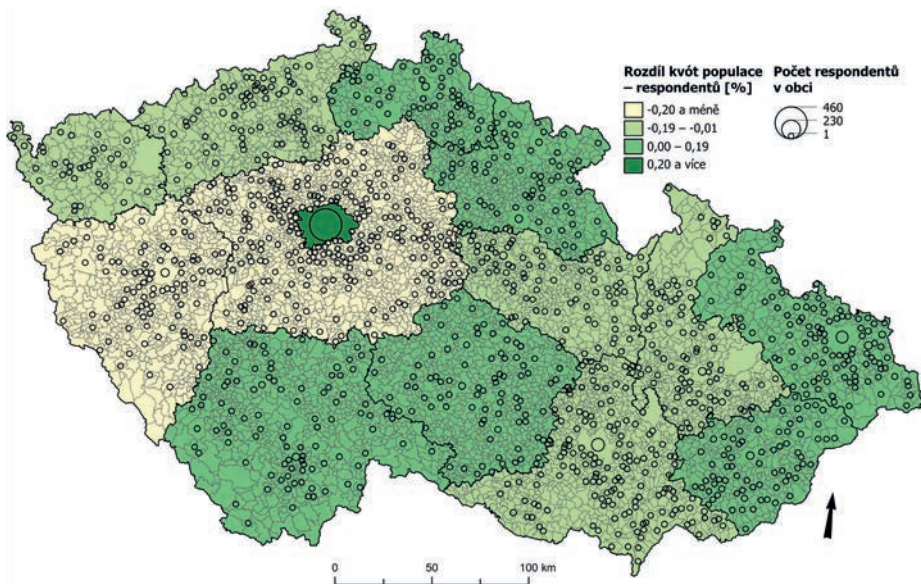 Rozdíl kvót populace
– respondentů [%]
-0,20 a méně
-0,19 – -0,01
0,00 – 0,19
0,20 a více
Počet respondentů
v obci
460
230
1
0 50 100 km